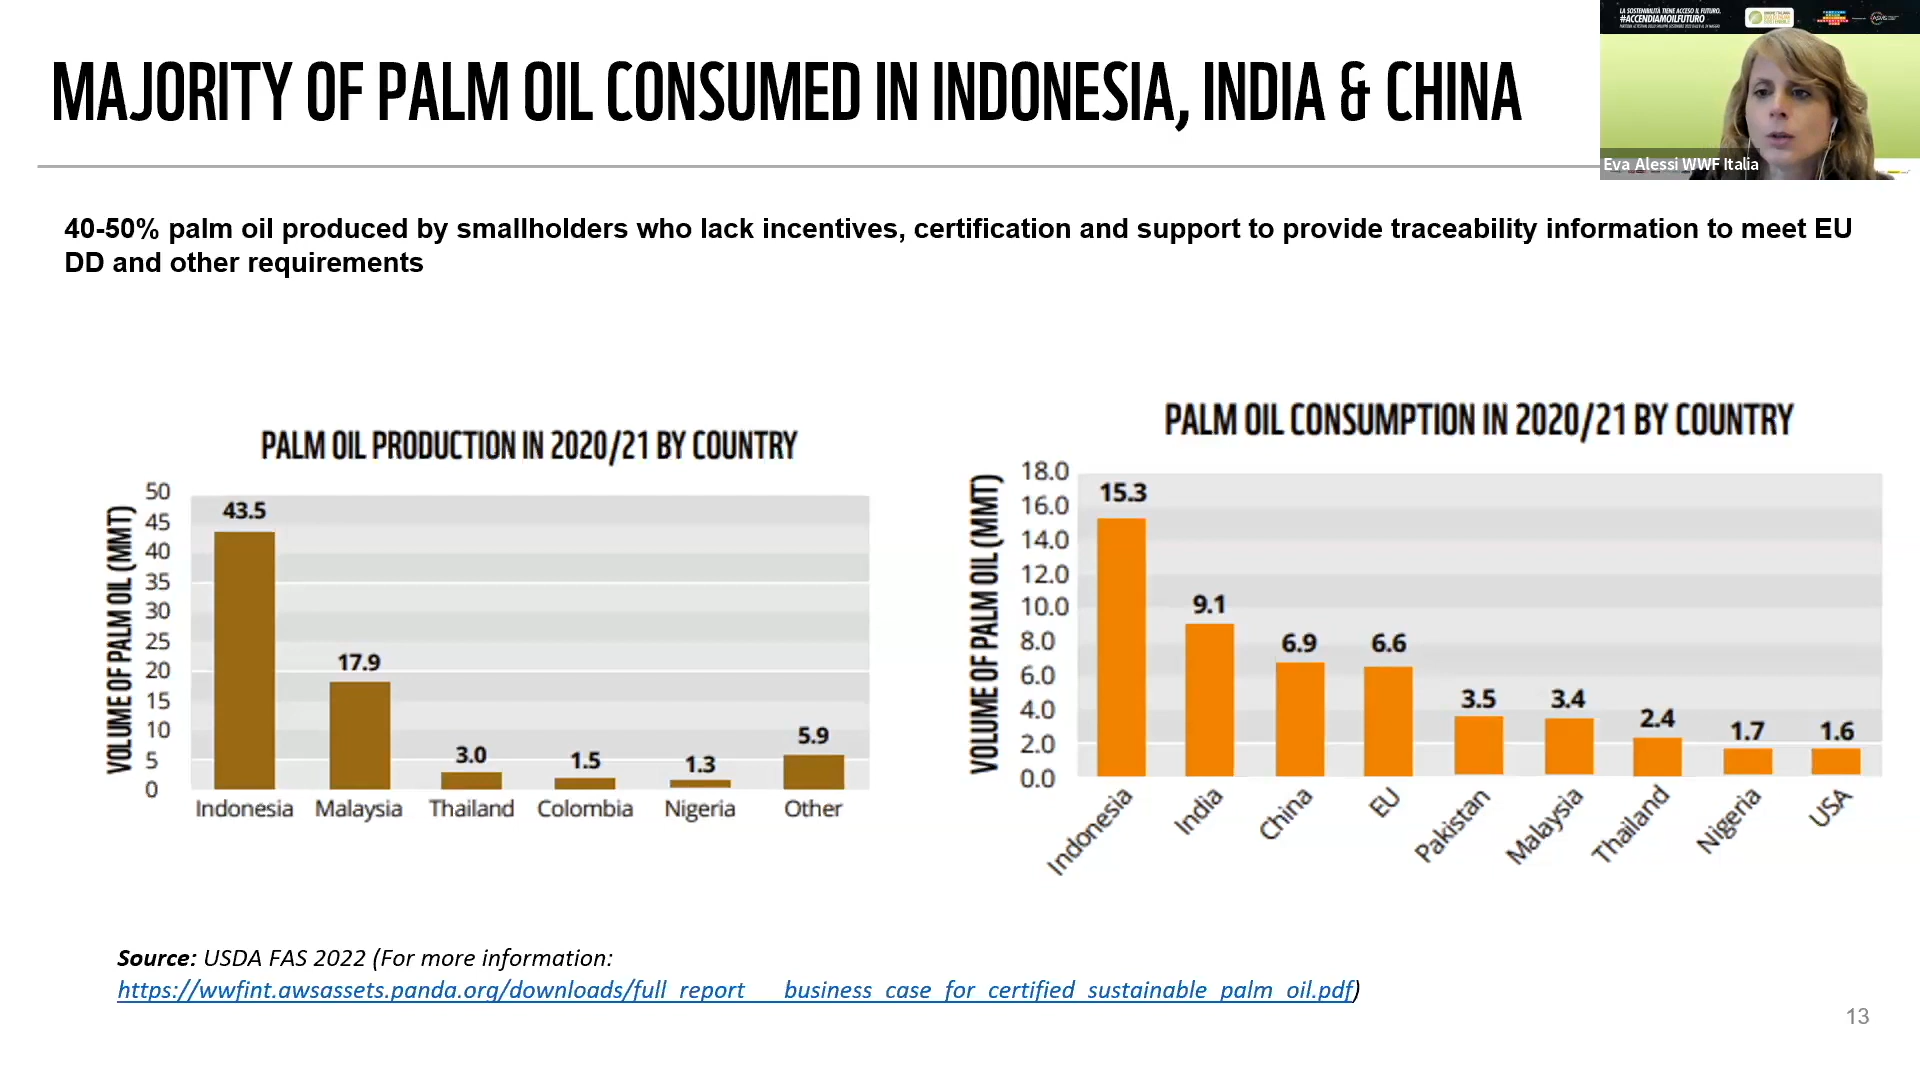 MAJORITY OF PALM OIL CONSUMED IN INDONESIA, INDIA & CHINA
LA SOSTENIBILITÀ TIENE ACCESO IL FUTURO.
#ACCENDIAMOILFUTURO
Eva Alessi WWF Italia
40-50% palm oil produced by smallholders who lack incentives, certification and support to provide traceability information to meet EU
DD and other requirements
PALM OIL PRODUCTION IN 2020/21 BY COUNTRY
VOLUME OF PALM OIL (MMT)
50
45
40
35
30
25
20
15
10
5
0
43.5
17.9
3.0
1.5
1.3
5.9
Indonesia Malaysia Thailand Colombia Nigeria Other
PALM OIL CONSUMPTION IN 2020/21 BY COUNTRY
VOLUME OF PALM OIL (MMT)
18.0
16.0
14.0
12.0
10.0
8.0
6.0
4.0
2.0
0.0
15.3
9.1
6.9
6.6
3.5
3.4
2.4
1.7
1.6
Indonesia
India
China
EU
Pakistan
Malaysia
Thailand
Nigeria
USA
Source: USDA FAS 2022 (For more information:
https://wwfint.awsassets.panda.org/downloads/full_report___business_case_for_certified_sustainable_palm_oil.pdf)
13